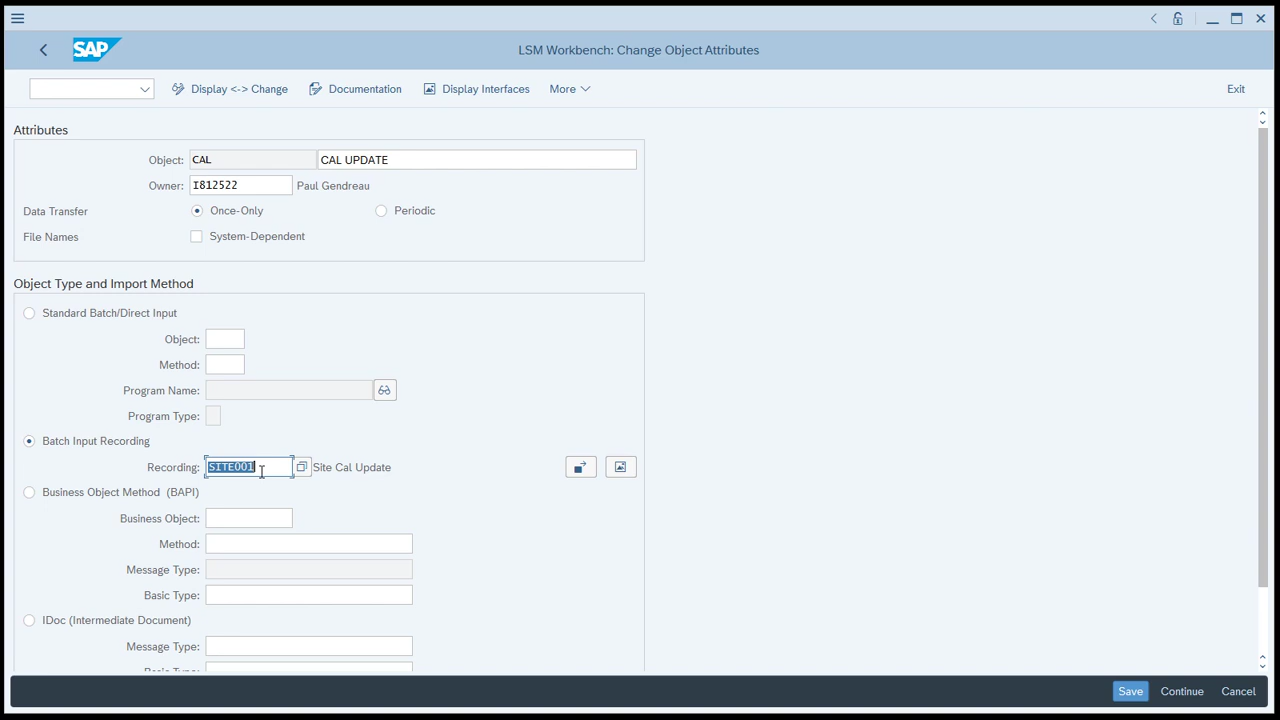 SAP
LSM Workbench: Change Object Attributes
Display <-> Change Documentation Display Interfaces More Exit
Attributes
Object: CAL CAL UPDATE
Owner: I812522 Paul Gendreau
Data Transfer Once-Only Periodic
File Names System-Dependent
Object Type and Import Method
Standard Batch/Direct Input
Object:
Method:
Program Name:
Program Type:
Batch Input Recording
Recording: SITE001 Site Cal Update
Business Object Method (BAPI)
Business Object:
Method:
Message Type:
Basic Type:
IDoc (Intermediate Document)
Message Type:
Basic Type:
Save Continue Cancel